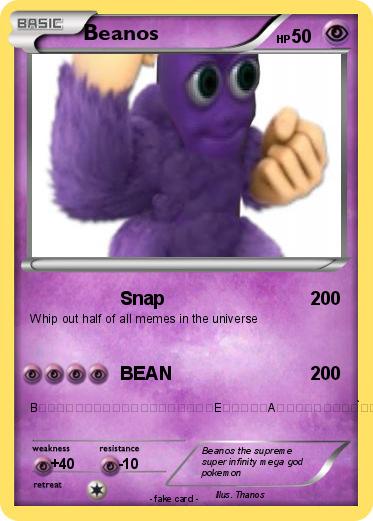 BASIC Beanos HP50
Snap 200
Whip out half of all memes in the universe
BEAN 200
B□□□□□□□□□□□□□□□□□□□□E□□□□□A□□□□□□□□□□□
weakness resistance
+40 -10
retreat
Beanos the supreme
super infinity mega god
pokemon
- fake card - Illus. Thanos